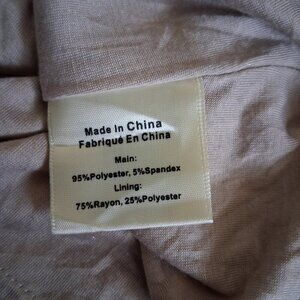 Made In China
Fabriqué En China
Main:
95%Polyester, 5%Spandex
Lining:
75%Rayon, 25%Polyester